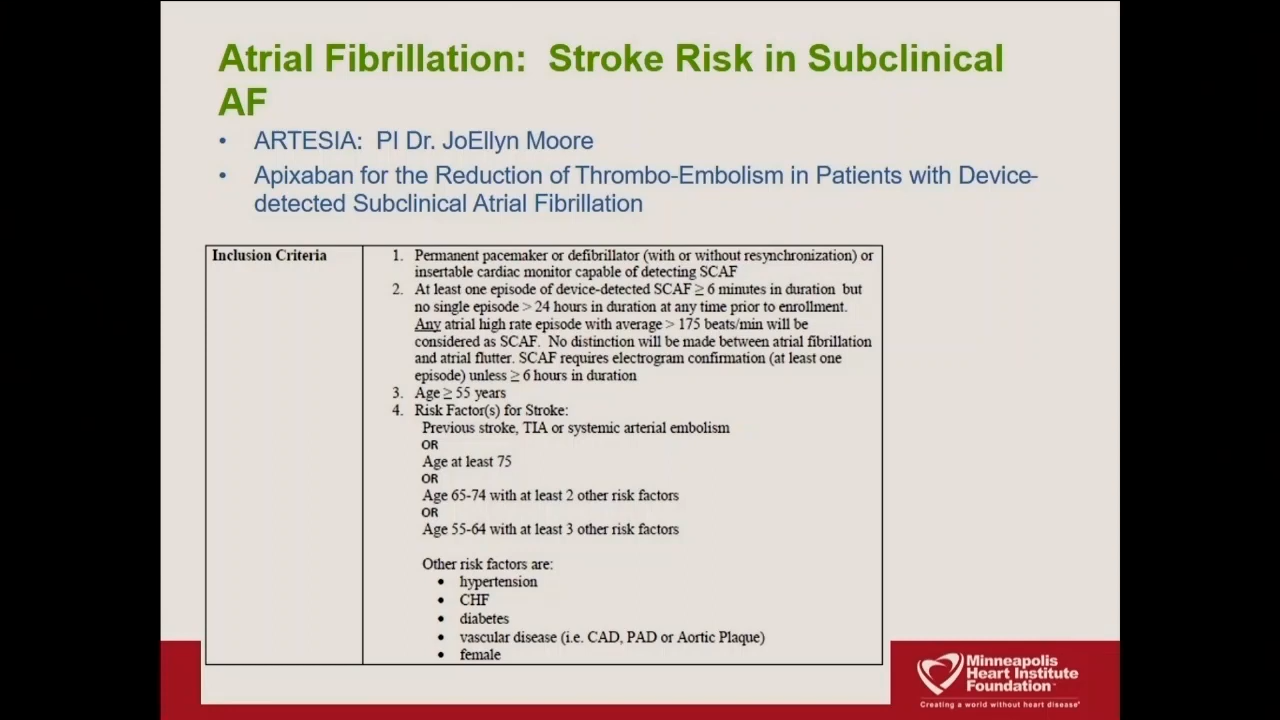 Atrial Fibrillation: Stroke Risk in Subclinical
AF
• ARTESIA: PI Dr. JoEllyn Moore
• Apixaban for the Reduction of Thrombo-Embolism in Patients with Device-
detected Subclinical Atrial Fibrillation
Inclusion Criteria
1. Permanent pacemaker or defibrillator (with or without resynchronization) or
insertable cardiac monitor capable of detecting SCAF
2. At least one episode of device-detected SCAF ≥ 6 minutes in duration but
no single episode > 24 hours in duration at any time prior to enrollment.
Any atrial high rate episode with average > 175 beats/min will be
considered as SCAF. No distinction will be made between atrial fibrillation
and atrial flutter. SCAF requires electrogram confirmation (at least one
episode) unless ≥ 6 hours in duration
3. Age ≥ 55 years
4. Risk Factor(s) for Stroke:
Previous stroke, TIA or systemic arterial embolism
OR
Age at least 75
OR
Age 65-74 with at least 2 other risk factors
OR
Age 55-64 with at least 3 other risk factors
Other risk factors are:
• hypertension
• CHF
• diabetes
• vascular disease (i.e. CAD, PAD or Aortic Plaque)
• female
Minneapolis
Heart Institute
Foundation™
Creating a world without heart disease®